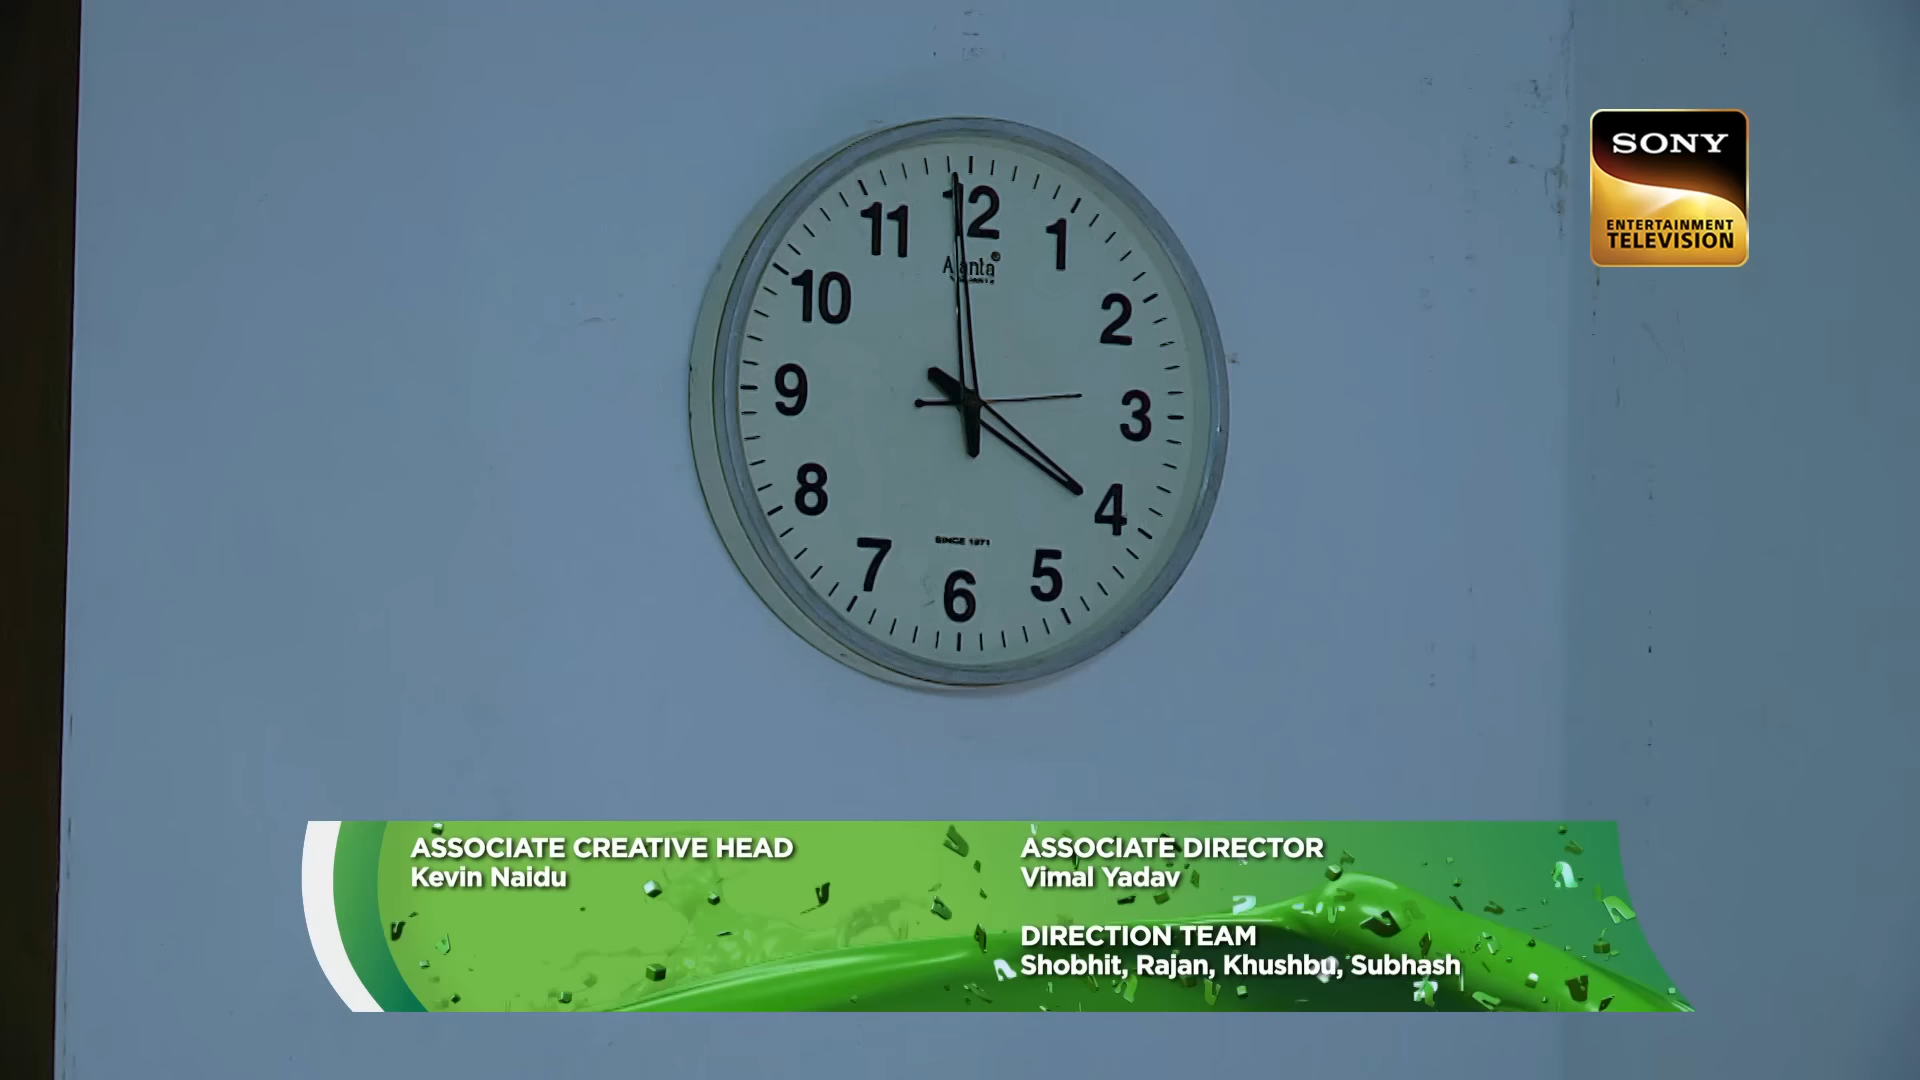 SONY
ENTERTAINMENT
TELEVISION
12
11
1
Ajanta
10
2
9
3
8
4
SINCE 1971
7
5
6
ASSOCIATE CREATIVE HEAD
Kevin Naidu
ASSOCIATE DIRECTOR
Vimal Yadav
DIRECTION TEAM
Shobhit, Rajan, Khushbu, Subhash